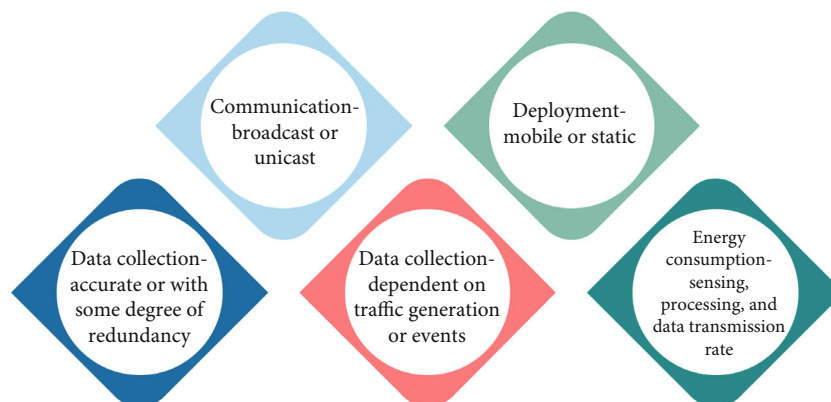 Communication-
broadcast or
unicast
Deployment-
mobile or static
Data collection-
accurate or with
some degree of
redundancy
Data collection-
dependent on
traffic generation
or events
Energy
consumption-
sensing,
processing, and
data transmission
rate